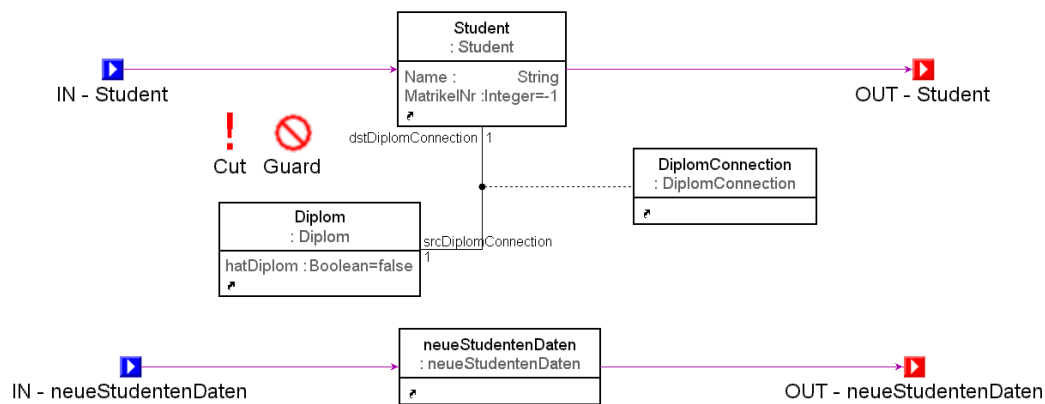 Student
: Student
Name : String
MatrikelNr :Integer=-1
IN - Student
OUT - Student
dstDiplomConnection 1
Cut Guard
DiplomConnection
: DiplomConnection
Diplom
: Diplom
srcDiplomConnection
1
hatDiplom :Boolean=false
neueStudentenDaten
: neueStudentenDaten
IN - neueStudentenDaten
OUT - neueStudentenDaten